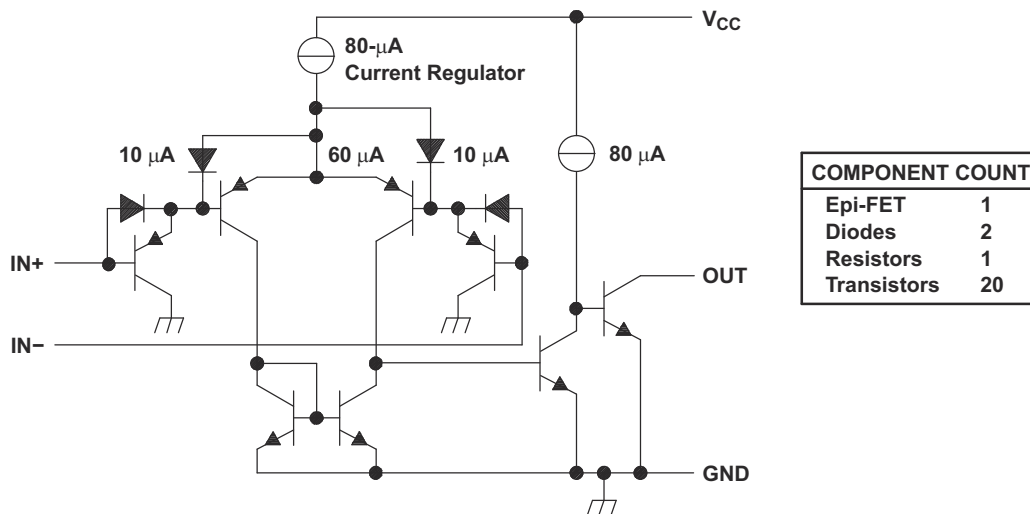 V_CC
80-μA
Current Regulator
10 μA
60 μA
10 μA
80 μA
COMPONENT COUNT
Epi-FET 1
Diodes 2
Resistors 1
Transistors 20
IN+
OUT
IN−
GND